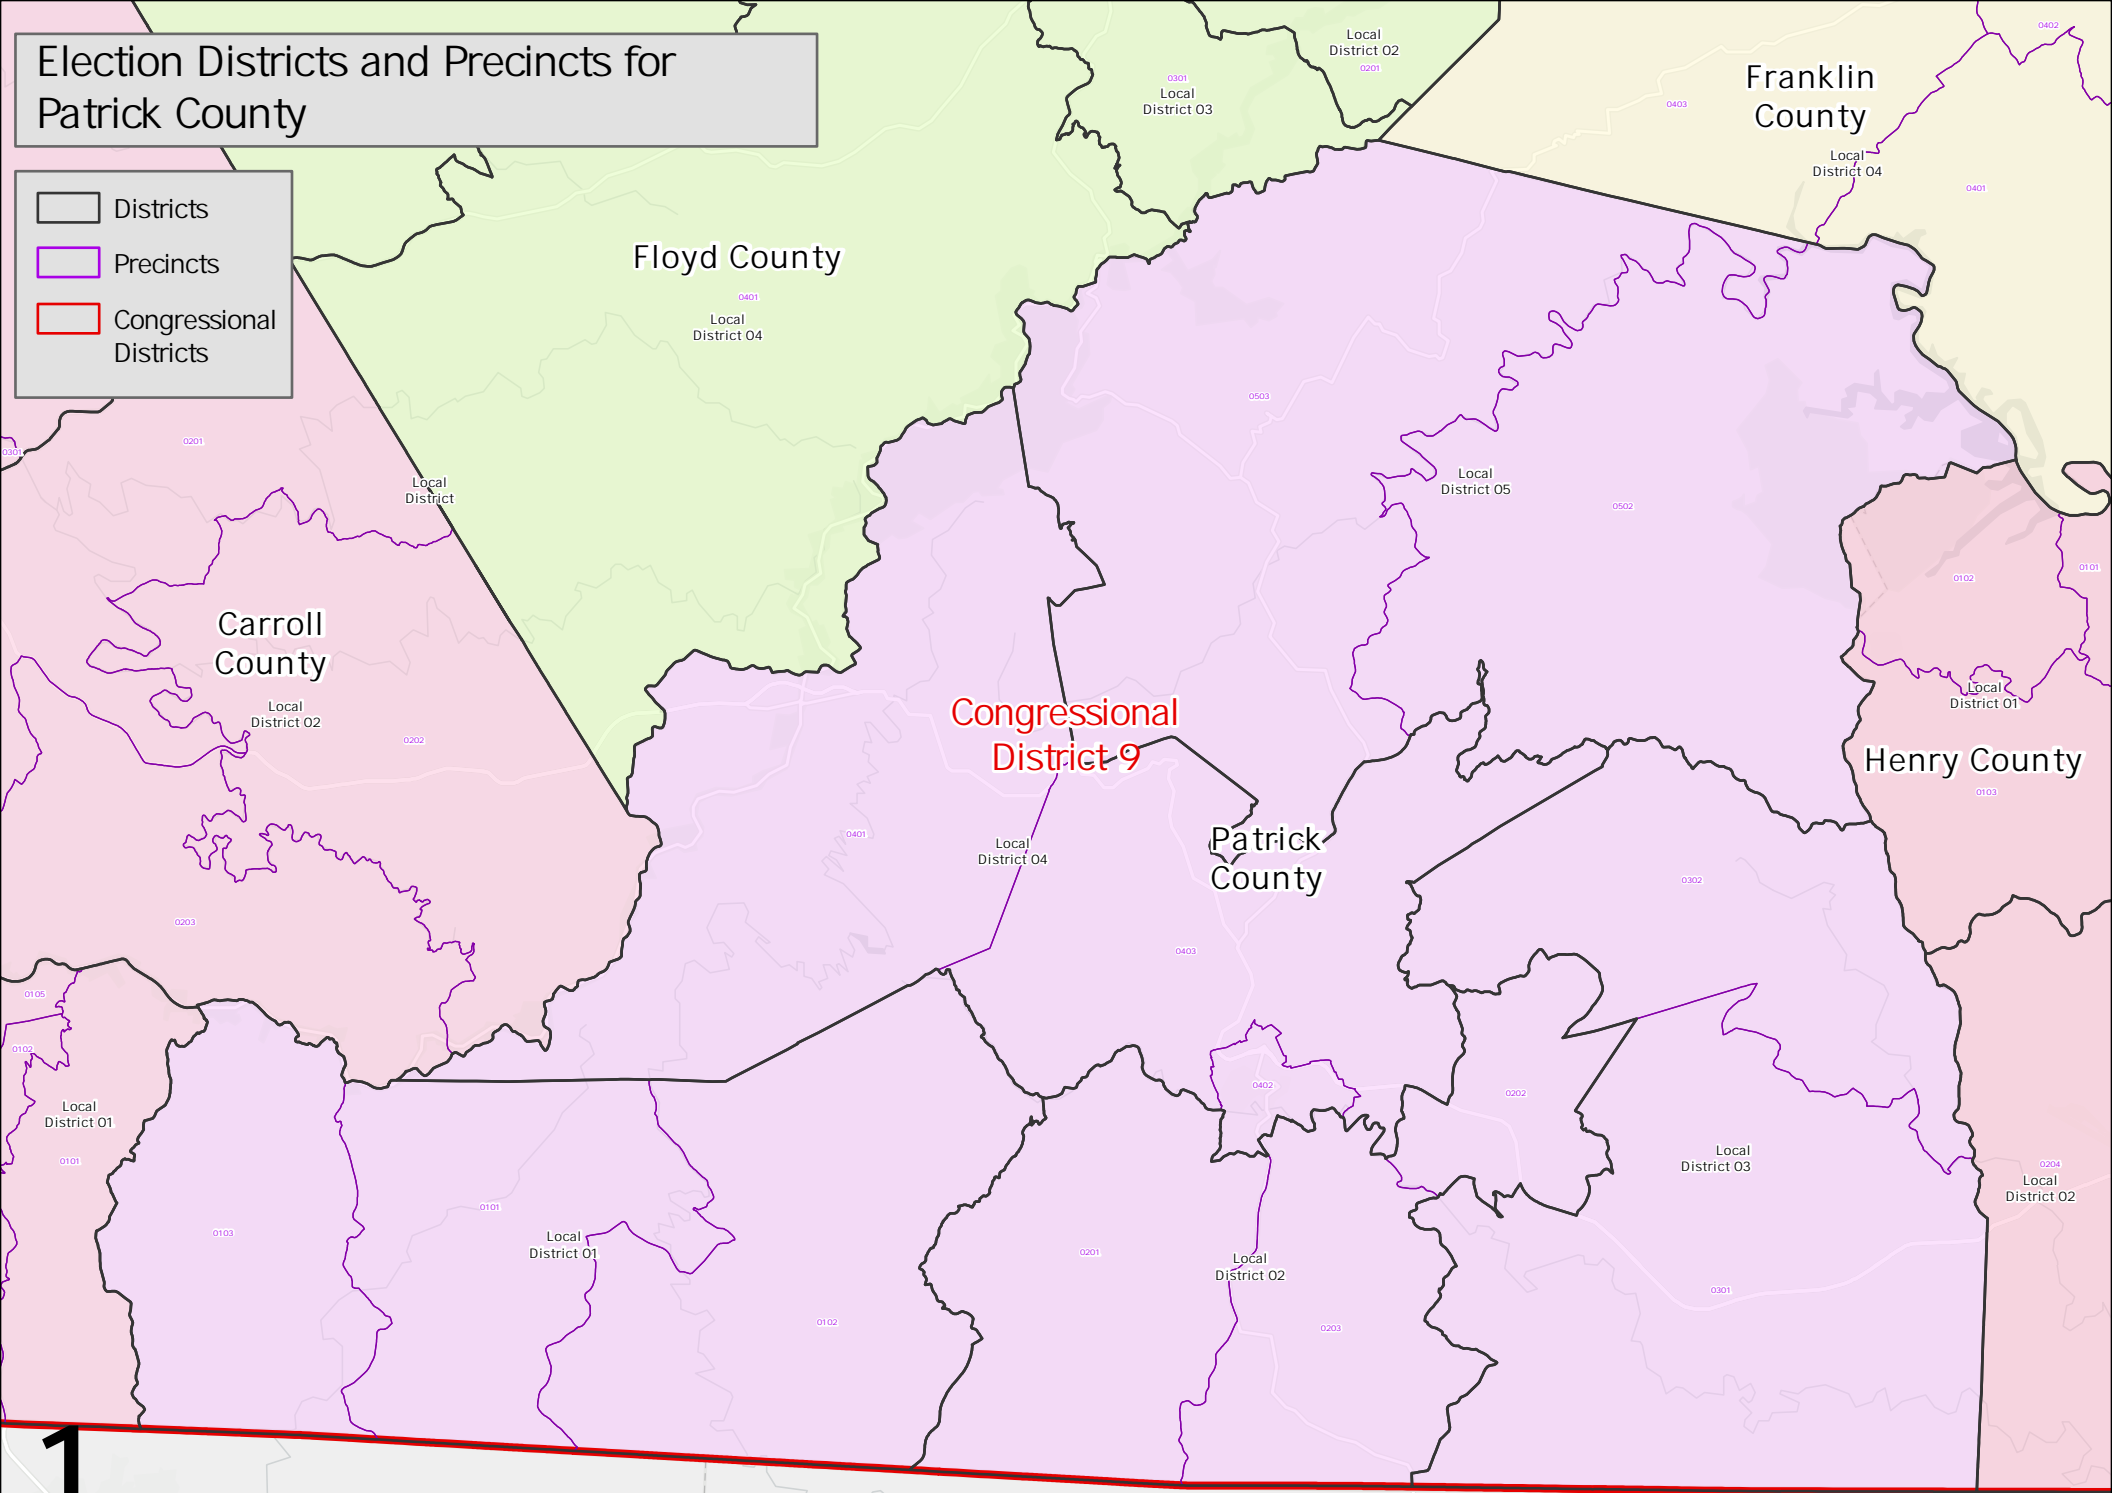 Election Districts and Precincts for
Patrick County
Districts
Precincts
Congressional
Districts
Local
District 02
0201
0301
Local
District 03
Franklin
County
0403
0402
Local
District 04
0401
Floyd County
0401
Local
District 04
0201
0301
Local
District
0503
Local
District 05
0502
0102
0101
Carroll
County
Local
District 02
0202
0203
Congressional
District 9
Local
District 01
Henry County
0103
0401
Local
District 04
Patrick
County
0302
0403
0105
0102
Local
District 01
0101
0402
0202
Local
District 03
0204
Local
District 02
0103
0101
Local
District 01
0201
Local
District 02
0301
0102
0203
1